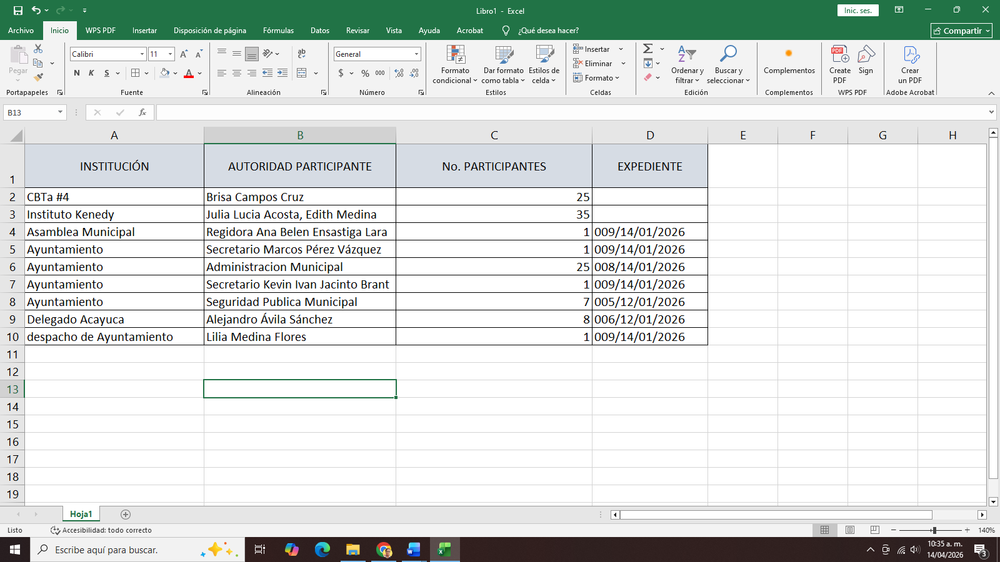 Libro1 - Excel
Inic. ses.
Archivo Inicio WPS PDF Insertar Disposición de página Fórmulas Datos Revisar Vista Ayuda Acrobat ¿Qué desea hacer? Compartir
Pegar
Portapapeles
Calibri 11
N K S
Fuente
ab
Alineación
General
$ % 000
Número
Formato condicional
Dar formato como tabla
Estilos de celda
Estilos
Insertar
Eliminar
Formato
Celdas
Ordenar y filtrar
Buscar y seleccionar
Edición
Complementos
Complementos
Create PDF
Sign
WPS PDF
Crear un PDF
Adobe Acrobat
B13 fx
A B C D E F G H
1 INSTITUCIÓN AUTORIDAD PARTICIPANTE No. PARTICIPANTES EXPEDIENTE
2 CBTa #4 Brisa Campos Cruz 25
3 Instituto Kenedy Julia Lucia Acosta, Edith Medina 35
4 Asamblea Municipal Regidora Ana Belen Ensastiga Lara 1 009/14/01/2026
5 Ayuntamiento Secretario Marcos Pérez Vázquez 1 009/14/01/2026
6 Ayuntamiento Administracion Municipal 25 008/14/01/2026
7 Ayuntamiento Secretario Kevin Ivan Jacinto Brant 1 009/14/01/2026
8 Ayuntamiento Seguridad Publica Municipal 7 005/12/01/2026
9 Delegado Acayuca Alejandro Ávila Sánchez 8 006/12/01/2026
10 despacho de Ayuntamiento Lilia Medina Flores 1 009/14/01/2026
11
12
13
14
15
16
17
18
19
Hoja1
Listo Accesibilidad: todo correcto 140%
Escribe aquí para buscar.
10:35 a. m.
14/04/2026
3